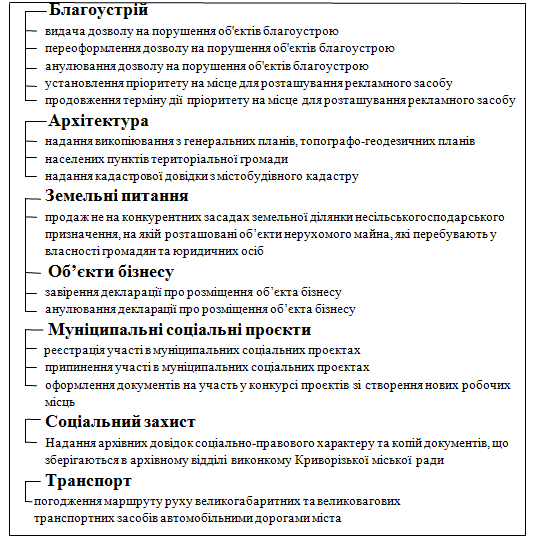 Благоустрій
видача дозволу на порушення об'єктів благоустрою
переоформлення дозволу на порушення об'єктів благоустрою
анулювання дозволу на порушення об'єктів благоустрою
установлення пріоритету на місце для розташування рекламного засобу
продовження терміну дії пріоритету на місце для розташування рекламного засобу
Архітектура
надання викопіювання з генеральних планів, топографо-геодезичних планів
населених пунктів територіальної громади
надання кадастрової довідки з містобудівного кадастру
Земельні питання
продаж не на конкурентних засадах земельної ділянки несільськогосподарського
призначення, на якій розташовані об’єкти нерухомого майна, які перебувають у
власності громадян та юридичних осіб
Об’єкти бізнесу
завірення декларації про розміщення об’єкта бізнесу
анулювання декларації про розміщення об’єкта бізнесу
Муніципальні соціальні проєкти
реєстрація участі в муніципальних соціальних проєктах
припинення участі в муніципальних соціальних проєктах
оформлення документів на участь у конкурсі проєктів зі створення нових робочих
місць
Соціальний захист
Надання архівних довідок соціально-правового характеру та копій документів, що
зберігаються в архівному відділі виконкому Криворізької міської ради
Транспорт
погодження маршруту руху великогабаритних та великовагових
транспортних засобів автомобільними дорогами міста